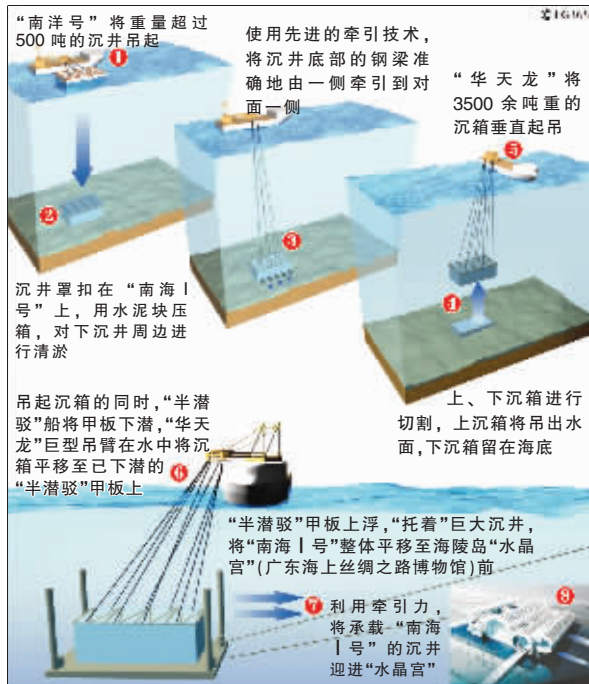 “南洋号”将重量超过
500 吨的沉井吊起
1
使用先进的牵引技术，
将沉井底部的钢梁准
确地由一侧牵引到对
面一侧
“华天龙”将
3500 余吨重的
沉箱垂直起吊
5
2
3
4
沉井罩扣在“南海Ⅰ
号”上，用水泥块压
箱，对下沉井周边进
行清淤
上、下沉箱进行
切割，上沉箱将吊出水
面,下沉箱留在海底
吊起沉箱的同时,“半潜
驳”船将甲板下潜,“华天
龙”巨型吊臂在水中将沉
箱平移至已下潜的
“半潜驳”甲板上
6
“半潜驳”甲板上浮,“托着”巨大沉井,
将“南海Ⅰ号”整体平移至海陵岛“水晶
宫”(广东海上丝绸之路博物馆)前
7
利用牵引力,
将承载“南海
Ⅰ号”的沉井
迎进“水晶宫”
8